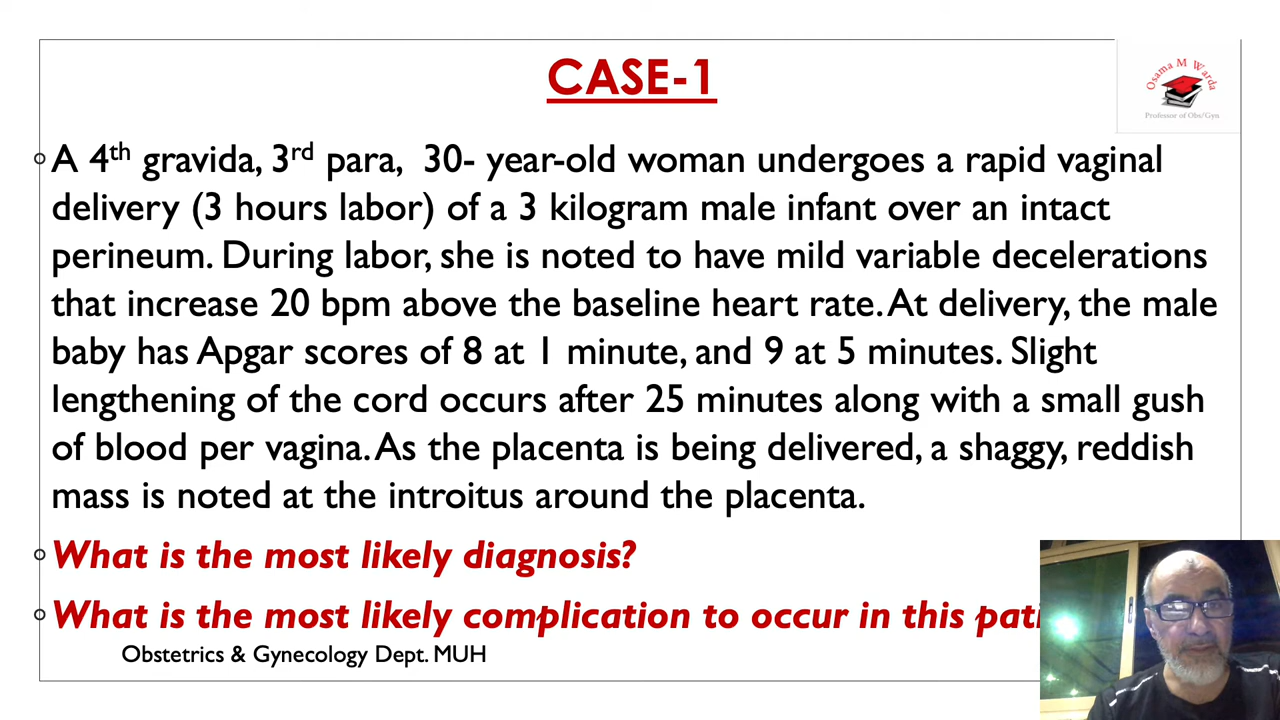 CASE-1
Osama M Warda
Professor of Obs/Gyn
A 4th gravida, 3rd para, 30- year-old woman undergoes a rapid vaginal
delivery (3 hours labor) of a 3 kilogram male infant over an intact
perineum. During labor, she is noted to have mild variable decelerations
that increase 20 bpm above the baseline heart rate. At delivery, the male
baby has Apgar scores of 8 at 1 minute, and 9 at 5 minutes. Slight
lengthening of the cord occurs after 25 minutes along with a small gush
of blood per vagina. As the placenta is being delivered, a shaggy, reddish
mass is noted at the introitus around the placenta.
What is the most likely diagnosis?
What is the most likely complication to occur in this
Obstetrics & Gynecology Dept. MUH